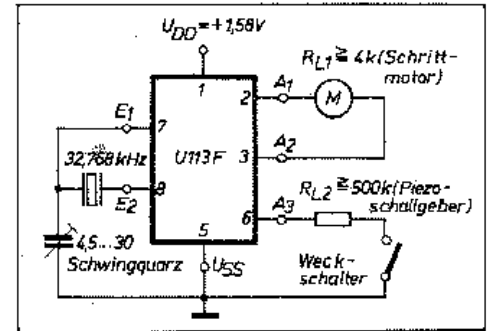 U_DD = +1,58V
R_L1 ≧ 4k (Schritt-
motor)
1
2
A1
M
E1
7
32,768 kHz
U113F
3
A2
E2
8
R_L2 ≧ 500k (Piezo-
schallgeber)
6
A3
4,5...30
Schwingquarz
5
U_SS
Weck-
schalter